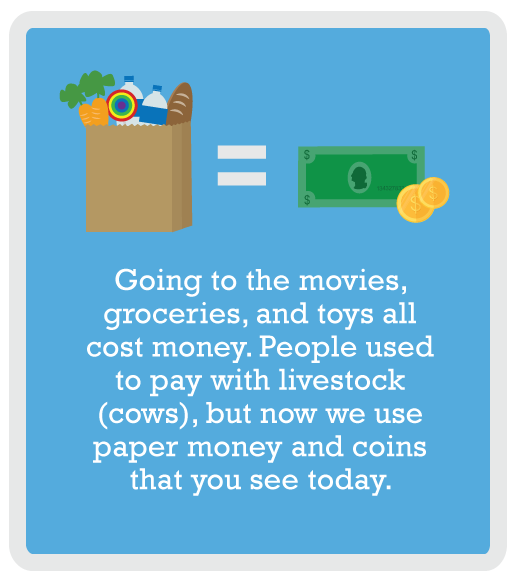 Going to the movies,
groceries, and toys all
cost money. People used
to pay with livestock
(cows), but now we use
paper money and coins
that you see today.